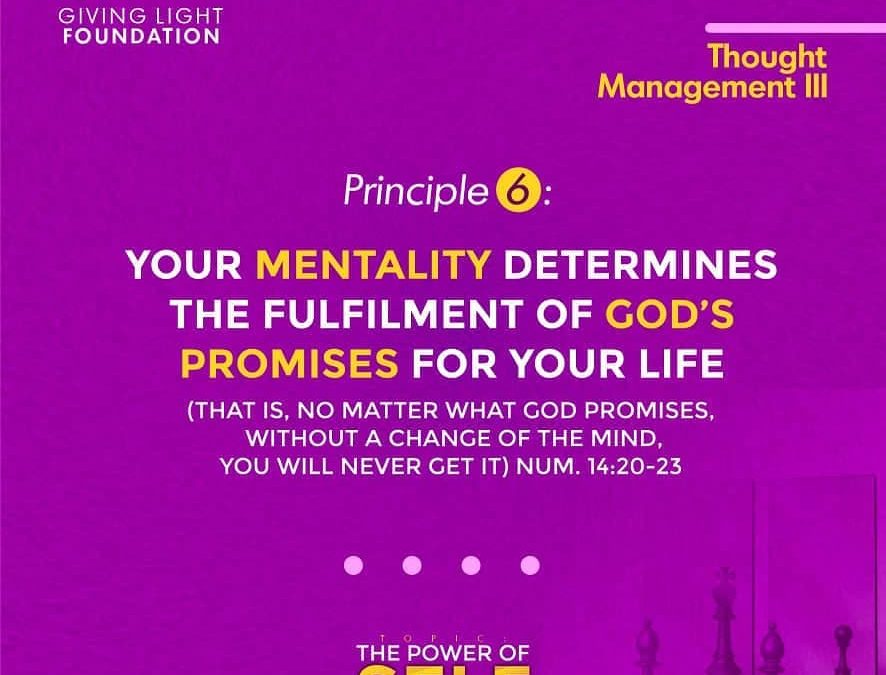 GIVING LIGHT
FOUNDATION
Thought
Management III
Principle 6:
YOUR MENTALITY DETERMINES
THE FULFILMENT OF GOD'S
PROMISES FOR YOUR LIFE
(THAT IS, NO MATTER WHAT GOD PROMISES,
WITHOUT A CHANGE OF THE MIND,
YOU WILL NEVER GET IT) NUM. 14:20-23
TOPIC:
THE POWER OF
SELF